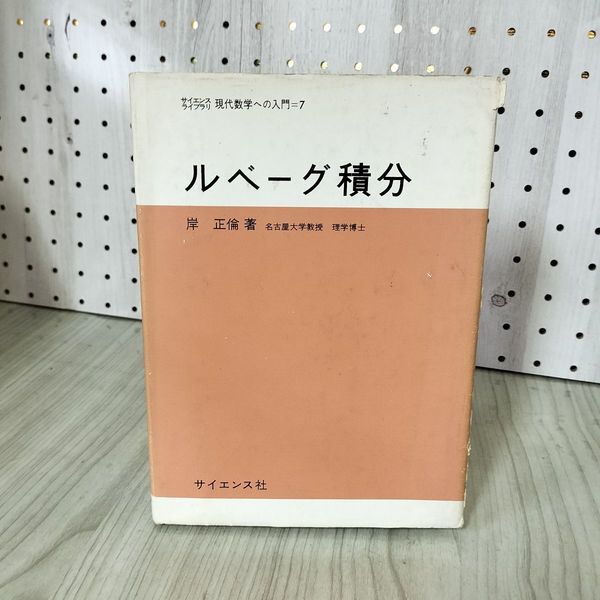 サイエンス
ライブラリ 現代数学への入門=7
ルベーグ積分
岸 正倫著 名古屋大学教授 理学博士
サイエンス社